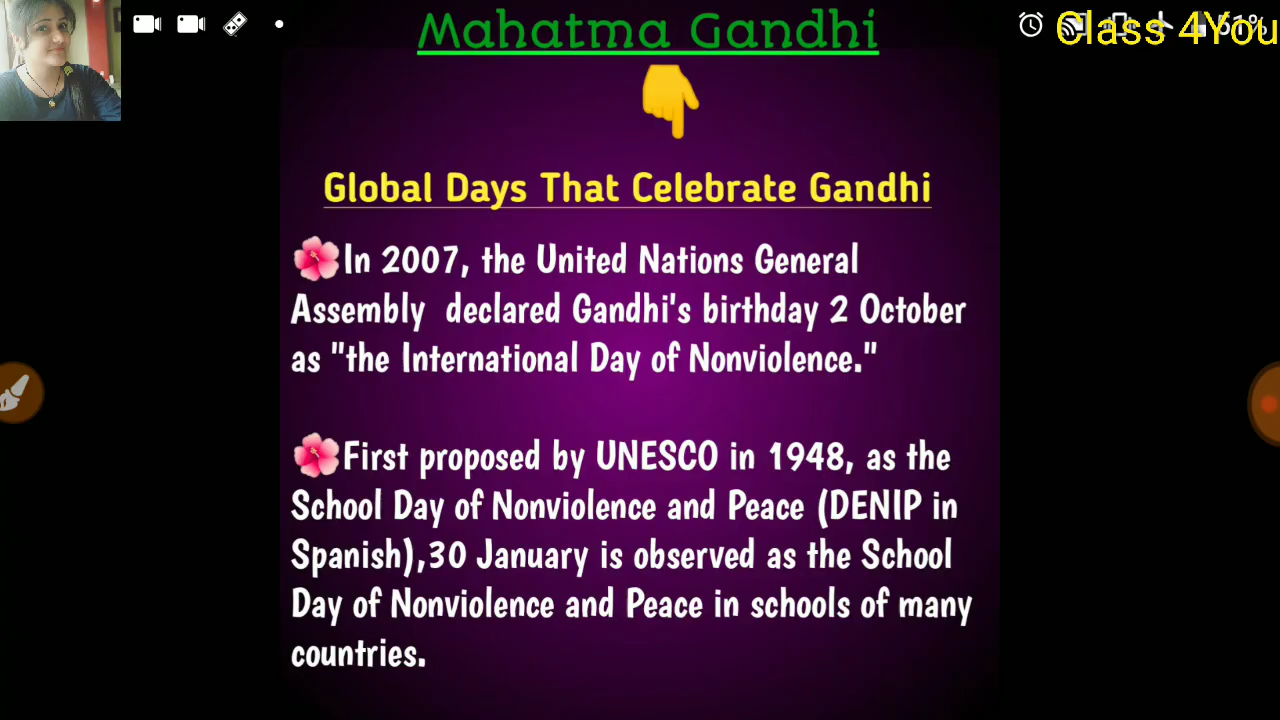 Mahatma Gandhi
Class 4You
51%
Global Days That Celebrate Gandhi
In 2007, the United Nations General
Assembly declared Gandhi's birthday 2 October
as "the International Day of Nonviolence."
First proposed by UNESCO in 1948, as the
School Day of Nonviolence and Peace (DENIP in
Spanish),30 January is observed as the School
Day of Nonviolence and Peace in schools of many
countries.